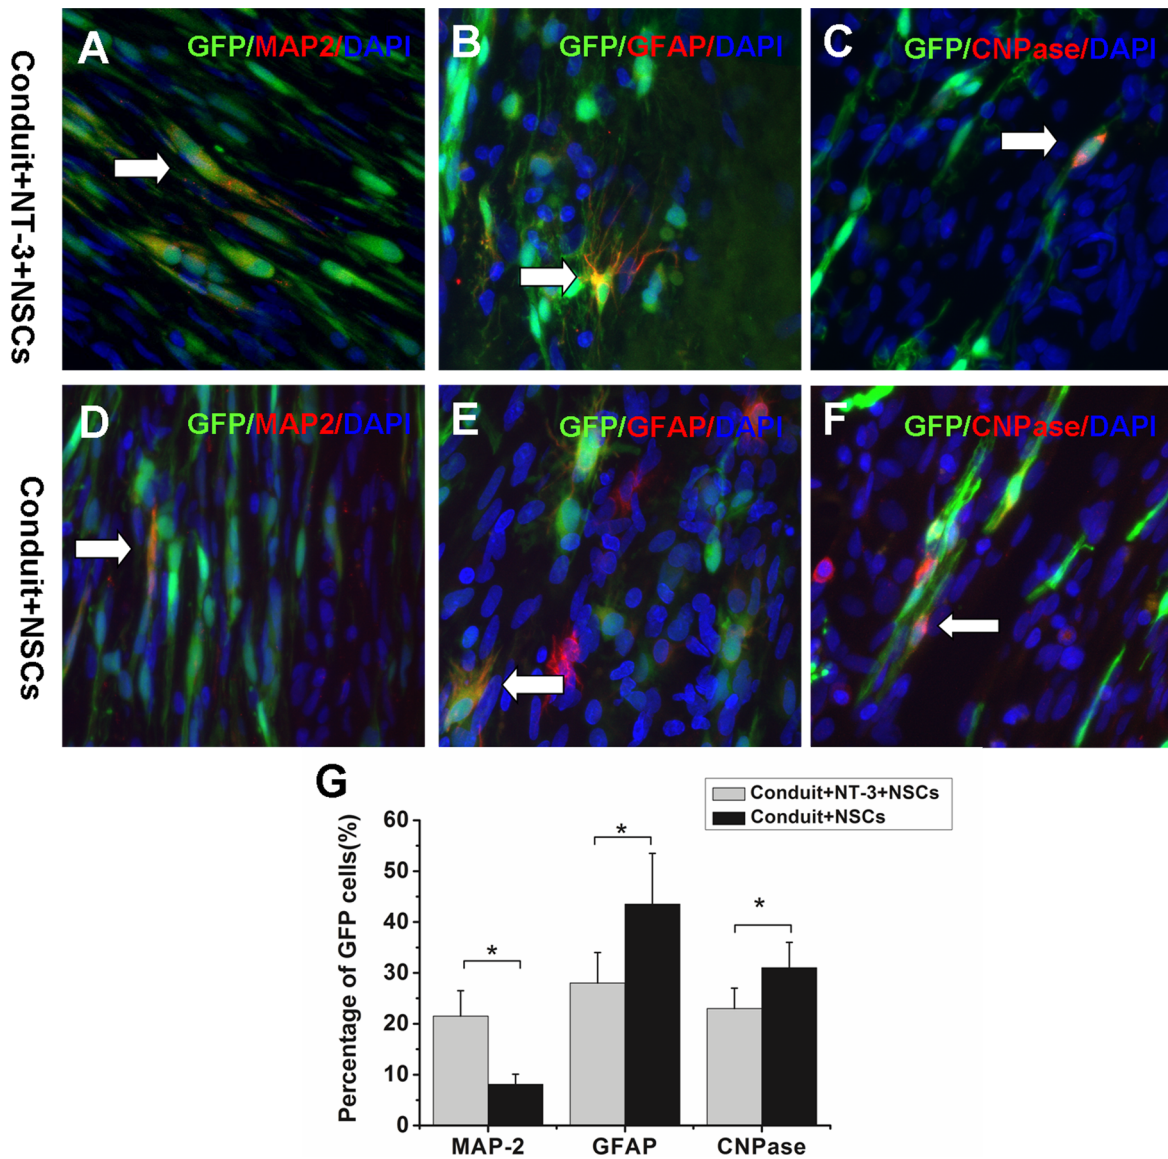 Conduit+NT-3+NSCs
A
GFP/MAP2/DAPI
B
GFP/GFAP/DAPI
C
GFP/CNPase/DAPI
Conduit+NSCs
D
GFP/MAP2/DAPI
E
GFP/GFAP/DAPI
F
GFP/CNPase/DAPI
G
Conduit+NT-3+NSCs
Conduit+NSCs
Percentage of GFP cells(%)
60
50
40
30
20
10
0
*
*
*
MAP-2
GFAP
CNPase